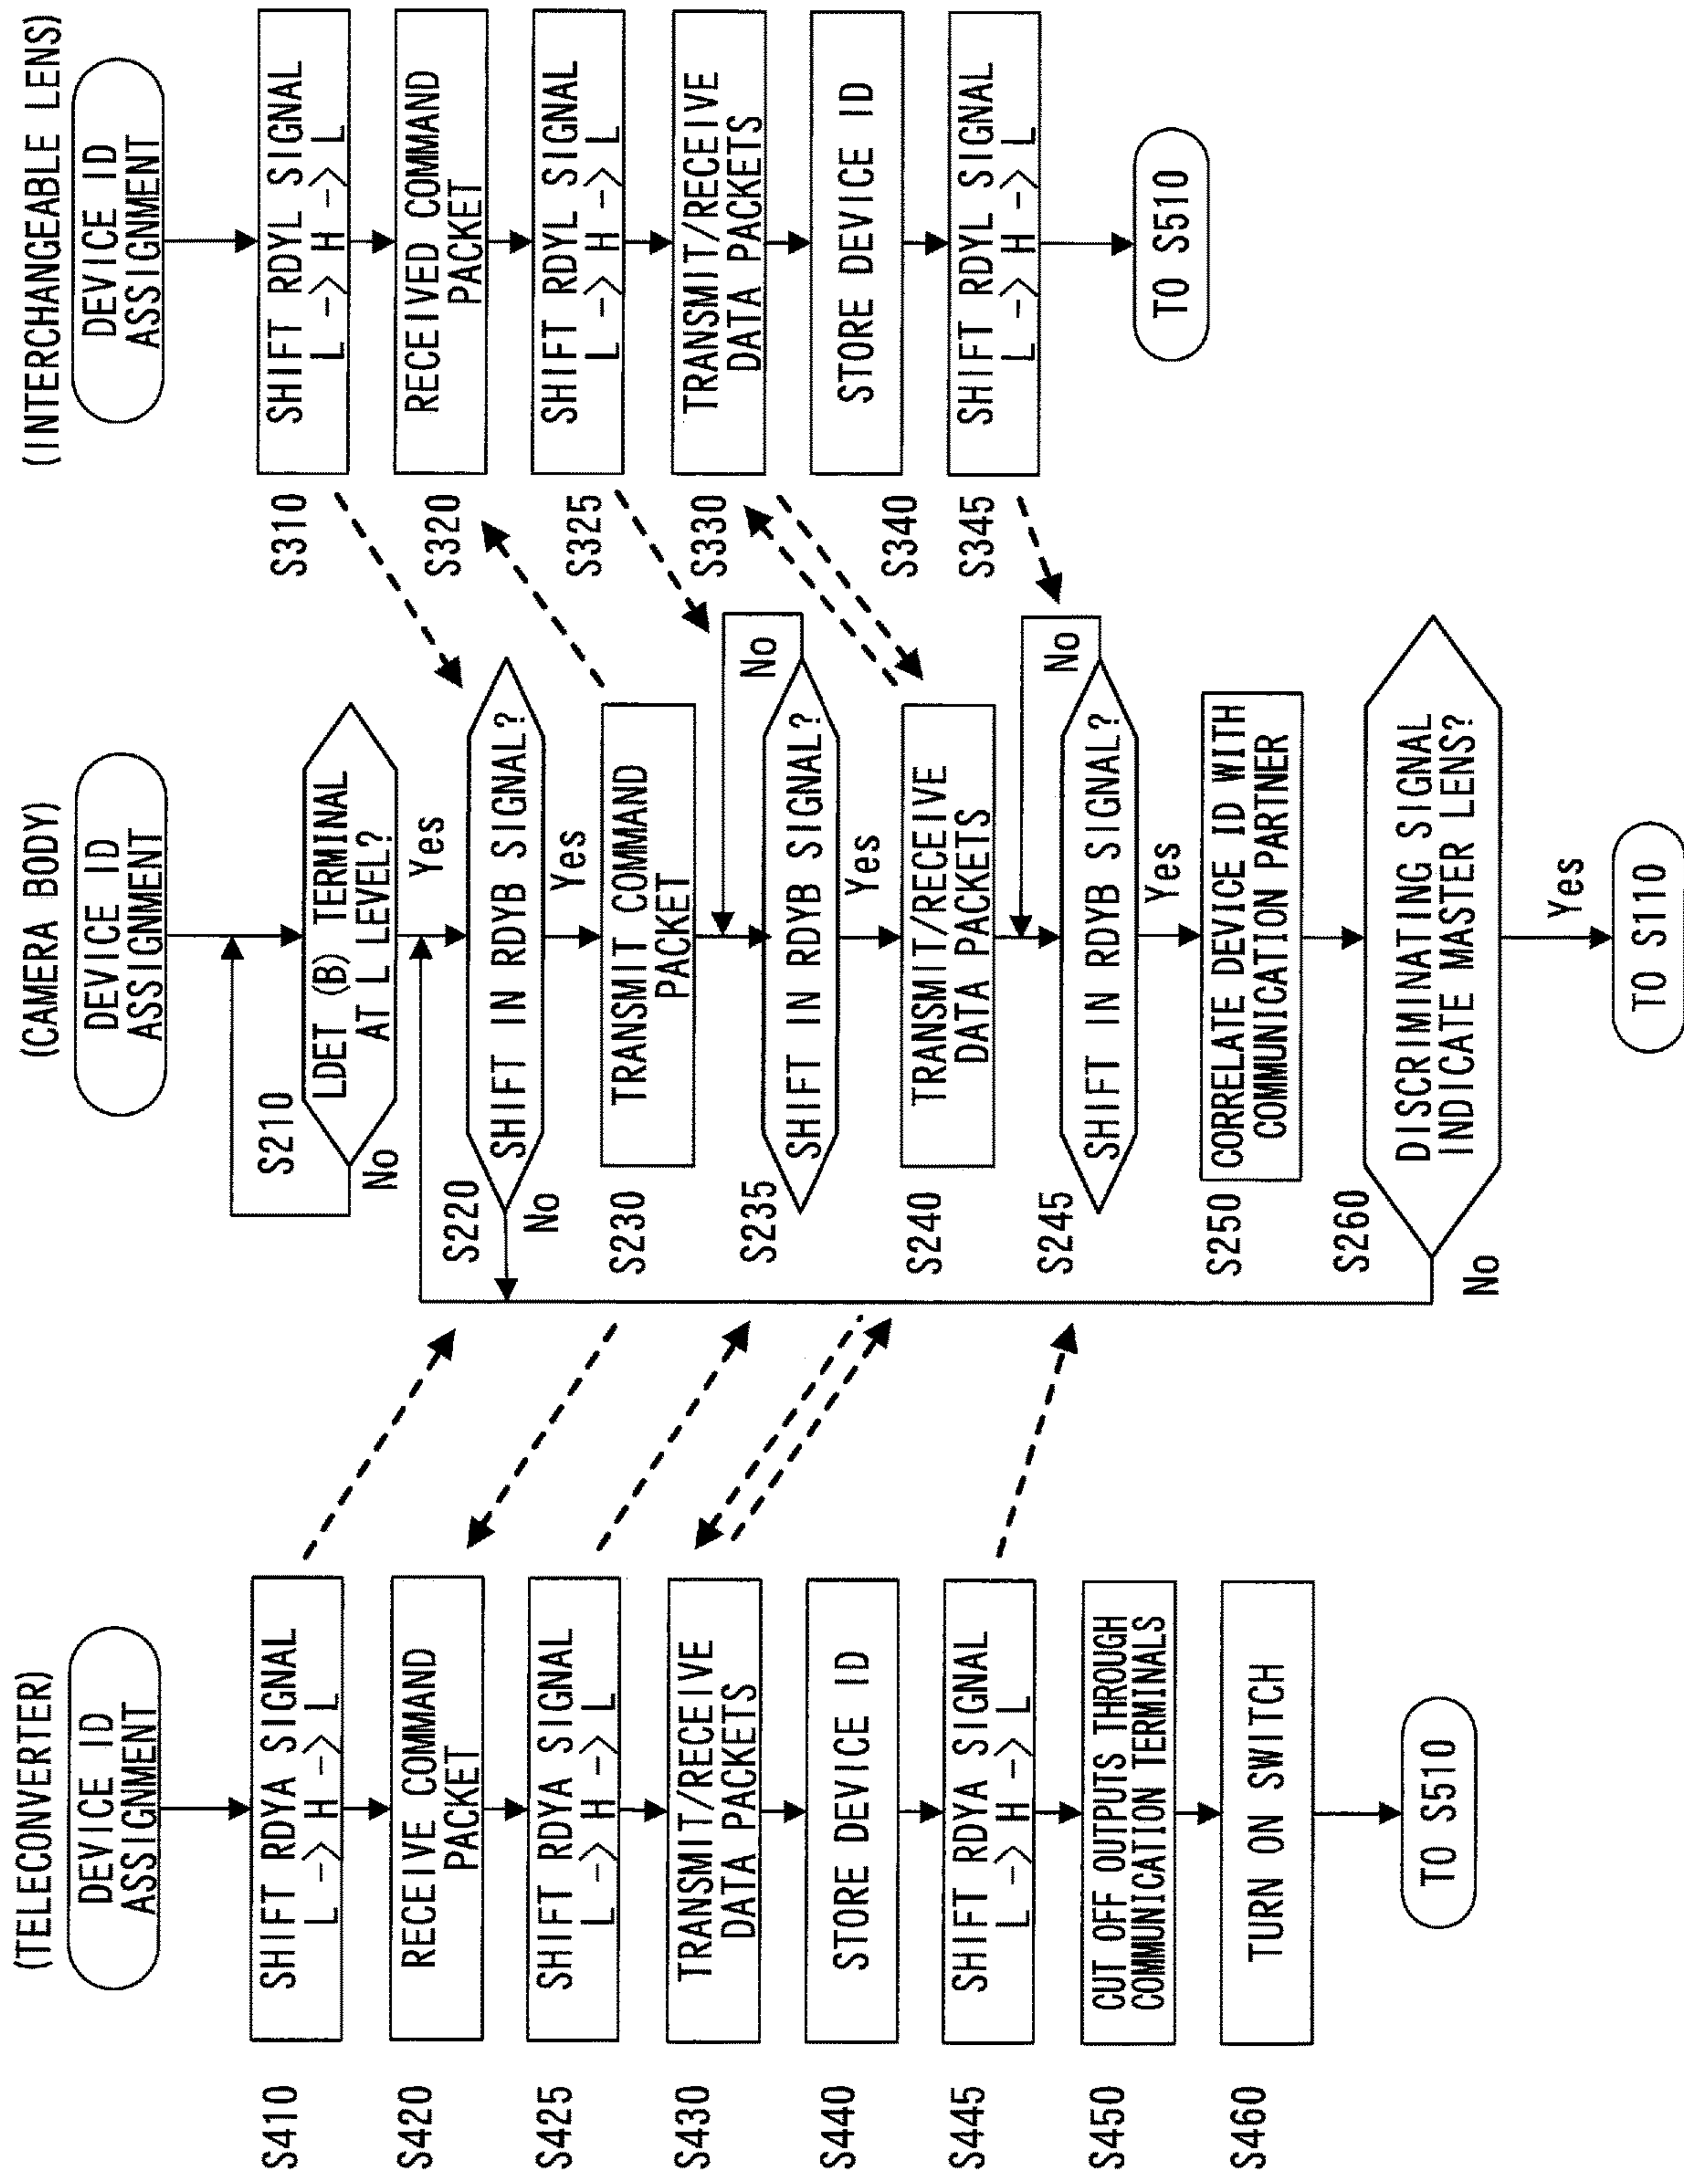 (TELECONVERTER)
DEVICE ID
ASSIGNMENT
S410
SHIFT RDYA SIGNAL
L->H->L
S420
RECEIVE COMMAND
PACKET
S425
SHIFT RDYA SIGNAL
L->H->L
S430
TRANSMIT/RECEIVE
DATA PACKETS
S440
STORE DEVICE ID
S445
SHIFT RDYA SIGNAL
L->H->L
S450
CUT OFF OUTPUTS THROUGH
COMMUNICATION TERMINALS
S460
TURN ON SWITCH
TO S510
(CAMERA BODY)
DEVICE ID
ASSIGNMENT
S210
LDET (B) TERMINAL
AT L LEVEL?
No
Yes
S220
SHIFT IN RDYB SIGNAL?
No
Yes
S230
TRANSMIT COMMAND
PACKET
S235
SHIFT IN RDYB SIGNAL?
No
Yes
S240
TRANSMIT/RECEIVE
DATA PACKETS
S245
SHIFT IN RDYB SIGNAL?
No
Yes
S250
CORRELATE DEVICE ID WITH
COMMUNICATION PARTNER
S260
DISCRIMINATING SIGNAL
INDICATE MASTER LENS?
No
Yes
TO S110
(INTERCHANGEABLE LENS)
DEVICE ID
ASSIGNMENT
S310
SHIFT RDYL SIGNAL
L->H->L
S320
RECEIVED COMMAND
PACKET
S325
SHIFT RDYL SIGNAL
L->H->L
S330
TRANSMIT/RECEIVE
DATA PACKETS
S340
STORE DEVICE ID
S345
SHIFT RDYL SIGNAL
L->H->L
TO S510